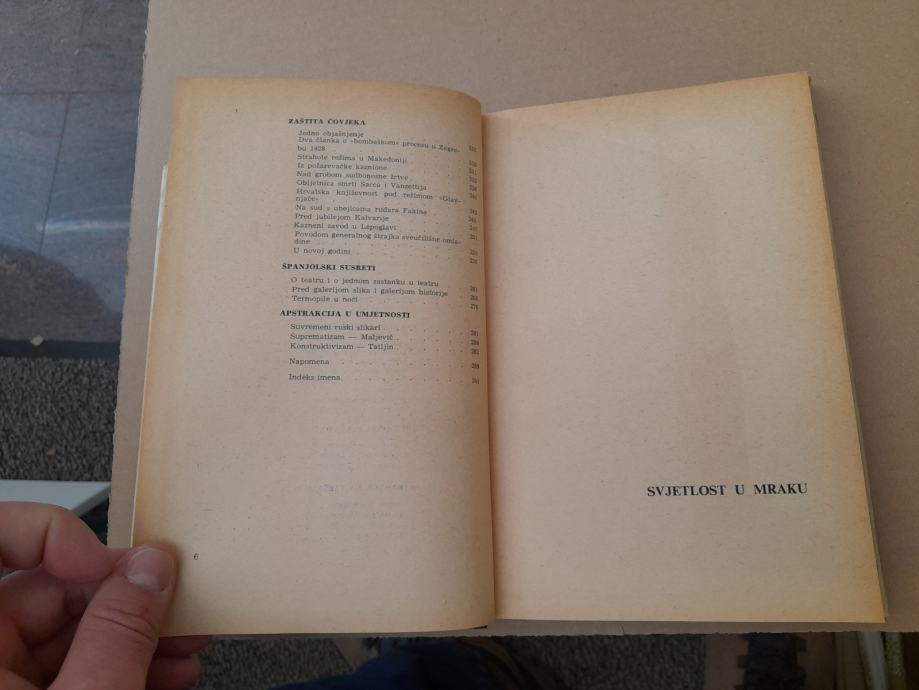 ZAŠTITA ČOVJEKA
Jedno objašnjenje
Dva članka o »bombaškom« procesu u Zagre-
bu 1928
Strahote režima u Makedoniji
Iz požarevačke kaznione
Nad grobom sudbonosne žrtve
Obljetnica smrti Sacca i Vanzettija
Hrvatska književnost pod režimom »Glav-
njače«
Na sud s ubojicama rudara Fakina
Pred jubilejom Kalvarije
Kazneni zavod u Lepoglavi
Povodom generalnog štrajka sveučilišne omla-
dine
U novoj godini
ŠPANJOLSKI SUSRETI
O teatru i o jednom sastanku u teatru
Pred galerijom slika i galerijom historije
Termopile u noći
APSTRAKCIJA U UMJETNOSTI
Suvremeni ruski slikari
Suprematizam — Maljevič
Konstruktivizam — Tatljin
Napomena
Indeks imena
6
SVJETLOST U MRAKU